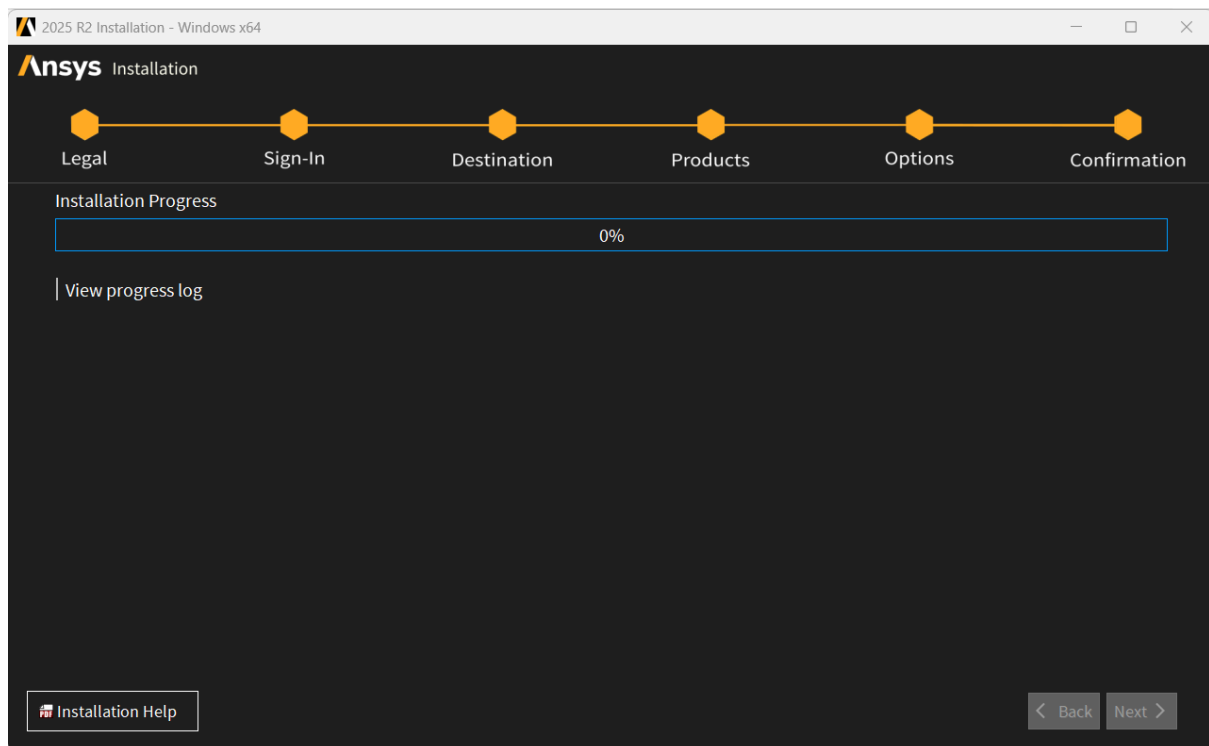 2025 R2 Installation - Windows x64
Ansys Installation
Legal
Sign-In
Destination
Products
Options
Confirmation
Installation Progress
0%
View progress log
PDF Installation Help
Back
Next